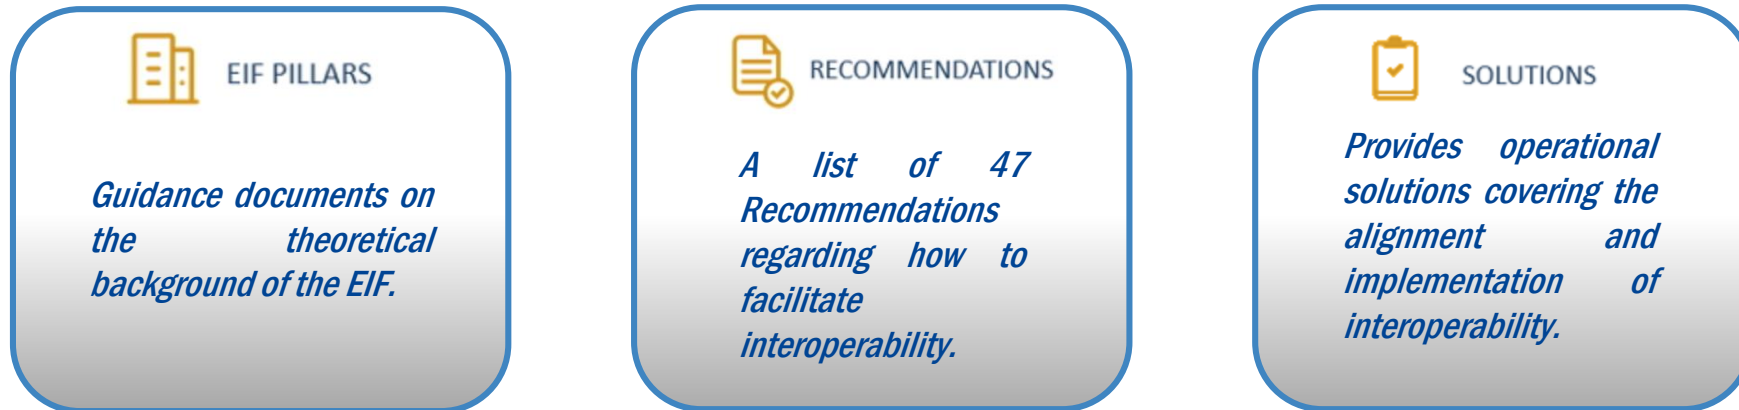 EIF PILLARS
Guidance documents on
the theoretical
background of the EIF.
RECOMMENDATIONS
A list of 47
Recommendations
regarding how to
facilitate
interoperability.
SOLUTIONS
Provides operational
solutions covering the
alignment and
implementation of
interoperability.